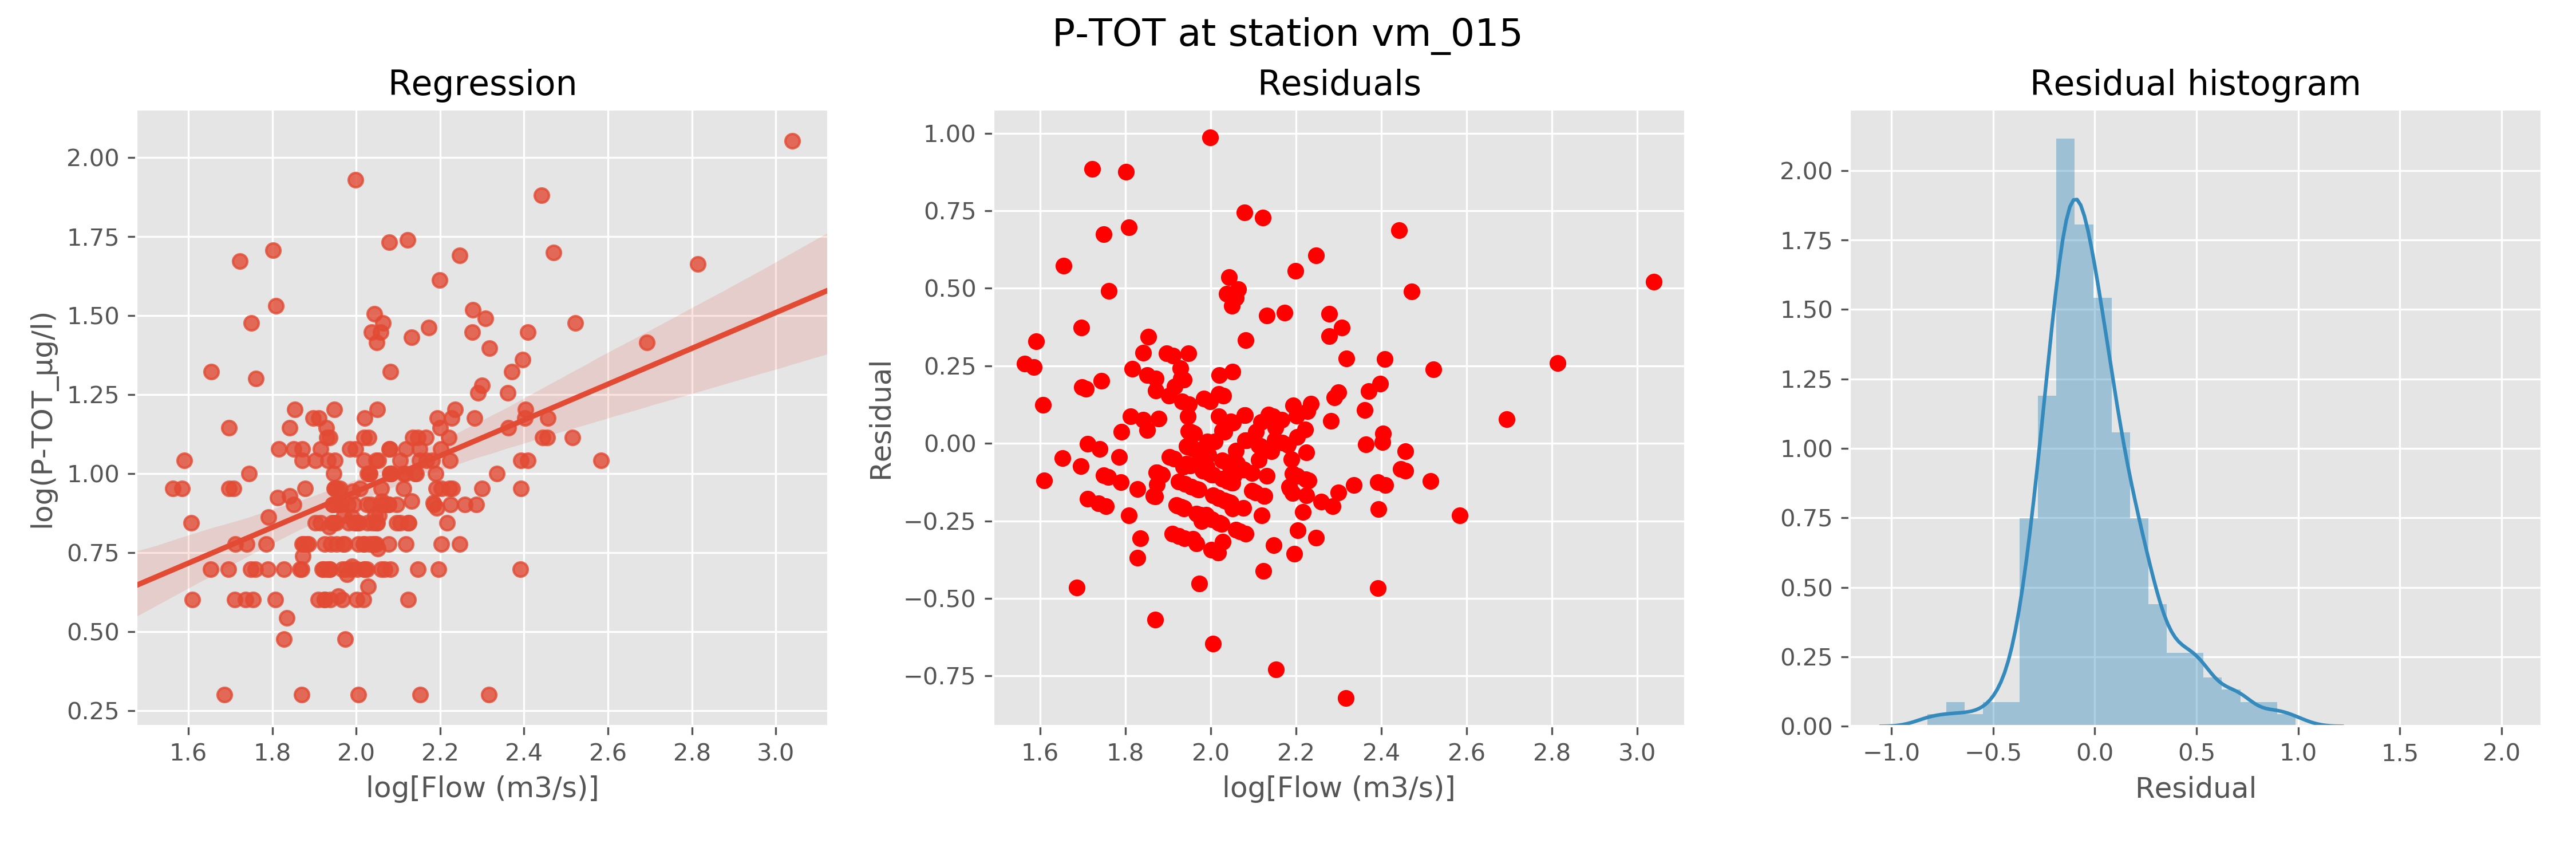 P-TOT at station vm_015
Regression
2.00
1.75
1.50
1.25
1.00
0.75
0.50
0.25
log(P-TOT_µg/l)
1.6 1.8 2.0 2.2 2.4 2.6 2.8 3.0
log[Flow (m3/s)]
Residuals
1.00
0.75
0.50
0.25
0.00
−0.25
−0.50
−0.75
Residual
1.6 1.8 2.0 2.2 2.4 2.6 2.8 3.0
log[Flow (m3/s)]
Residual histogram
2.00
1.75
1.50
1.25
1.00
0.75
0.50
0.25
0.00
−1.0 −0.5 0.0 0.5 1.0 1.5 2.0
Residual